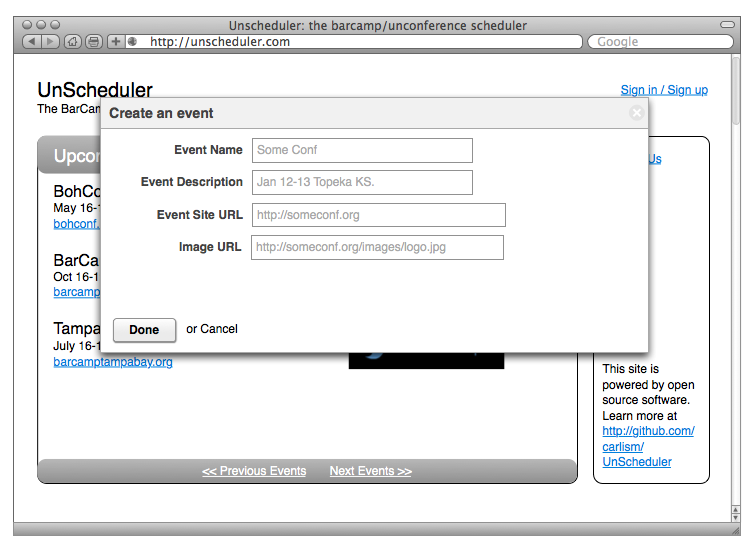 Unscheduler: the barcamp/unconference scheduler
http://unscheduler.com
Google
UnScheduler
Sign in / Sign up
The BarCam
Create an event
Event Name
Some Conf
Event Description
Jan 12-13 Topeka KS.
Event Site URL
http://someconf.org
Image URL
http://someconf.org/images/logo.jpg
Done
or Cancel
Upcom
BohCo
May 16-
bohconf.
BarCa
Oct 16-1
barcamp
Tampa
July 16-1
barcamptampabay.org
<< Previous Events
Next Events >>
Us
This site is
powered by open
source software.
Learn more at
http://github.com/
carlism/
UnScheduler